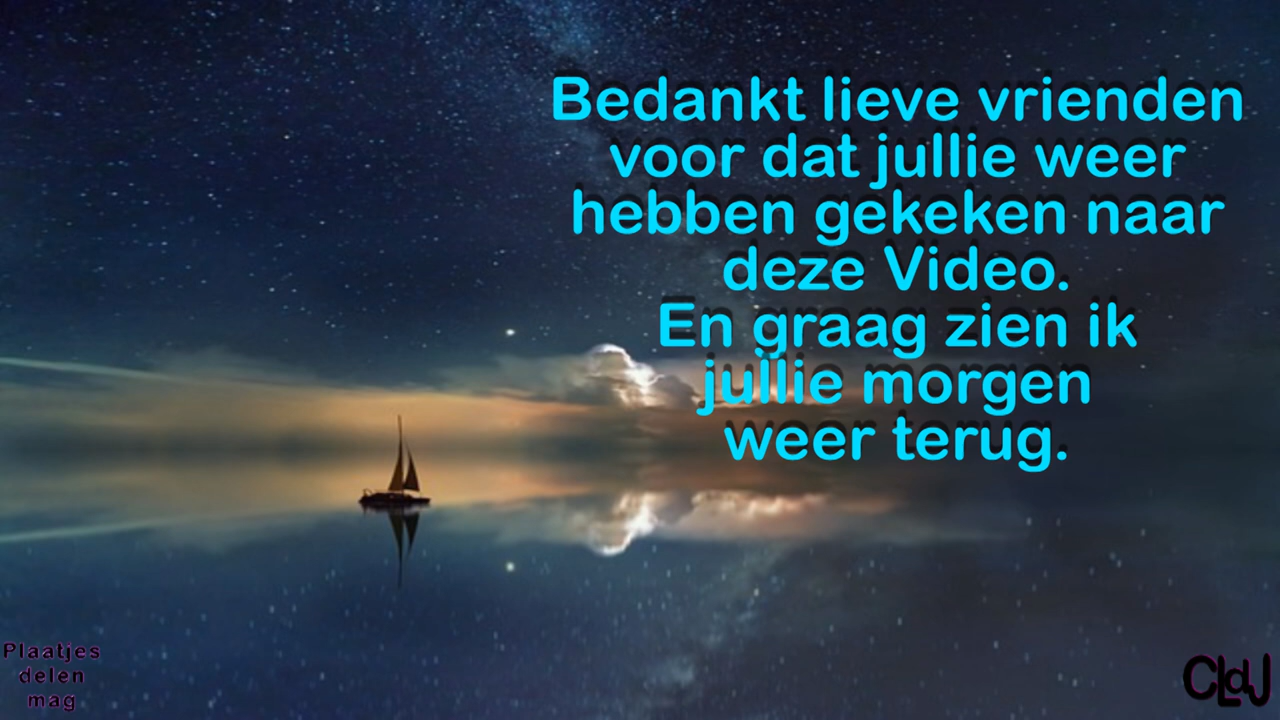 Bedankt lieve vrienden
voor dat jullie weer
hebben gekeken naar
deze Video.
En graag zien ik
jullie morgen
weer terug.
Plaatjes
delen
mag
CLdJ